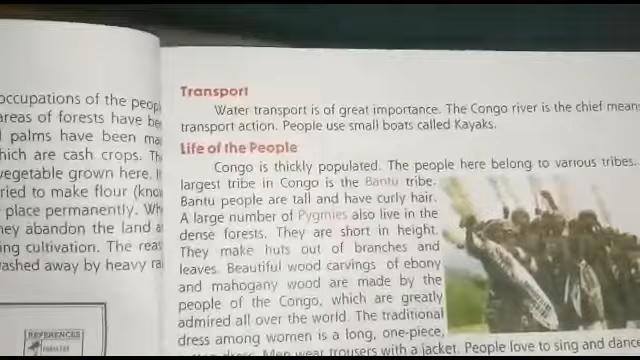 occupations of the peop
areas of forests have be
palms have been ma
hich are cash crops. Th
vegetable grown here. I
ried to make flour (know
place permanently. Wh
hey abandon the land a
ing cultivation. The reas
vashed away by heavy ra
REFERENCES
Transport
Water transport is of great importance. The Congo river is the chief means
transport action. People use small boats called Kayaks.
Life of the People
Congo is thickly populated. The people here belong to various tribes.
largest tribe in Congo is the Bantu tribe.
Bantu people are tall and have curly hair.
A large number of Pygmies also live in the
dense forests. They are short in height.
They make huts out of branches and
leaves. Beautiful wood carvings of ebony
and mahogany wood are made by the
people of the Congo, which are greatly
admired all over the world. The traditional
dress among women is a long, one-piece,
Men wear trousers with a jacket. People love to sing and danc